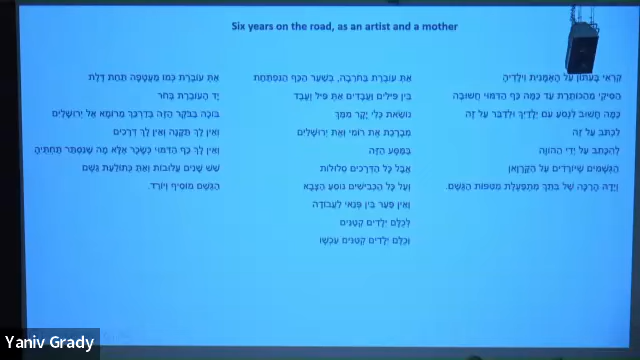 Six years on the road, as an artist and a mother
קִרְאִי בָּעִתּוֹן עַל הָאָמָּנִית וִילָדֶיהָ
הַסִּיקִי מֵהַכּוֹתֶרֶת עַד כַּמָּה כַּף הַדִּמּוּי חֲשׁוּבָה
כַּמָּה חָשׁוּב לִנְסֹעַ עִם יְלָדַיִךְ וּלְדַבֵּר עַל זֶה
לִכְתֹּב עַל זֶה
לְהִכָּתֵב עַל יְדֵי הַהוֹוֶה
הַגְּשָׁמִים שֶׁיּוֹרְדִים עַל הַקָּרָוָאן
וְיָדָהּ הָרַכָּה שֶׁל בִּתֵּךְ מִתְפַּעֶלֶת מִטִּפּוֹת הַגֶּשֶׁם.
אַתְּ עוֹבֶרֶת בְּחֹרְבָה, בְּשַׁעַר הַכַּף הַנִּפְתַּחַת
בֵּין פִּילִים וַעֲבָדִים אַתְּ פִּיל וָעֶבֶד
נוֹשֵׂאת כְּלִי יָקָר מִמֵּךְ
מְבָרֶכֶת אֶת רוֹמִי וְאֶת יְרוּשָׁלַיִם
בַּמַּסָּע הַזֶּה
אֲבָל כָּל הַדְּרָכִים סְלוּלוֹת
וְעַל כָּל הַכְּבִישִׁים נוֹסֵעַ הַצָּבָא
וְאֵין פַּעַר בֵּין פְּנַאי לַעֲבוֹדָה
לְכֻלָּם יְלָדִים קְטַנִּים
וְכֻלָּם יְלָדִים קְטַנִּים עַכְשָׁו
אַתְּ עוֹבֶרֶת כְּמוֹ מַעֲטָפָה תַּחַת דֶּלֶת
יָד הָעוֹבֶרֶת בְּחֹר
בּוֹכָה בַּבֹּקֶר הַזֶּה בְּדַרְכֵּךְ מֵרוֹמָא אֶל יְרוּשָׁלַיִם
וְאֵין לָךְ תַּקָּנָה וְאֵין לָךְ דְּרָכִים
וְאֵין לָךְ כַּף הַדִּמּוּי כְּשָׂכָר אֶלָּא מַה שֶּׁנִּסְתָּר תַּחְתֶּיהָ
שֵׁשׁ שָׁנִים עֲלוּבוֹת וְאַתְּ כְּתוֹלַעַת גֶּשֶׁם
הַגֶּשֶׁם מוֹסִיף וְיוֹרֵד.
Yaniv Grady